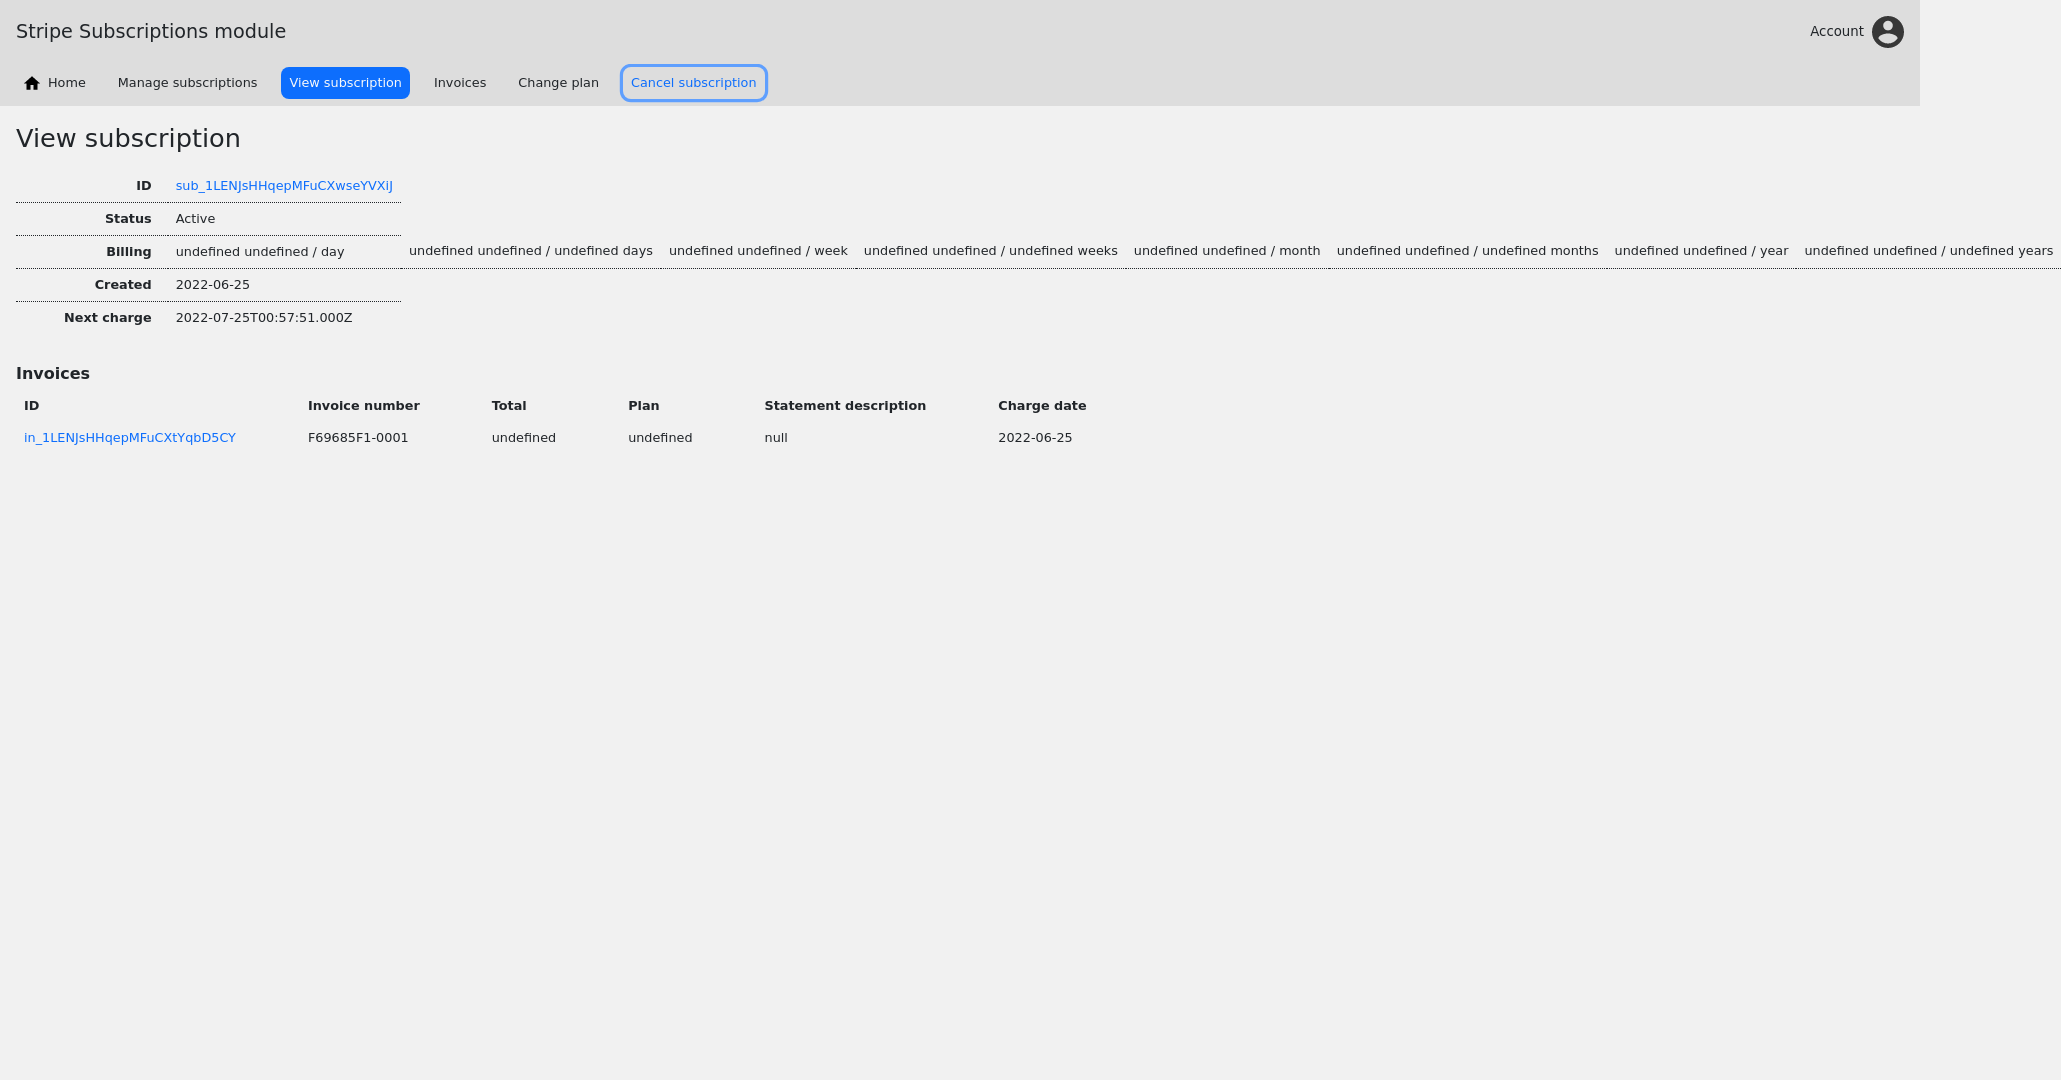 Stripe Subscriptions module
Account
Home Manage subscriptions View subscription Invoices Change plan Cancel subscription
View subscription
ID sub_1LENJsHHqepMFuCXwseYVXiJ
Status Active
Billing undefined undefined / day undefined undefined / undefined days undefined undefined / week undefined undefined / undefined weeks undefined undefined / month undefined undefined / undefined months undefined undefined / year undefined undefined / undefined years
Created 2022-06-25
Next charge 2022-07-25T00:57:51.000Z
Invoices
ID Invoice number Total Plan Statement description Charge date
in_1LENJsHHqepMFuCXtYqbD5CY F69685F1-0001 undefined undefined null 2022-06-25